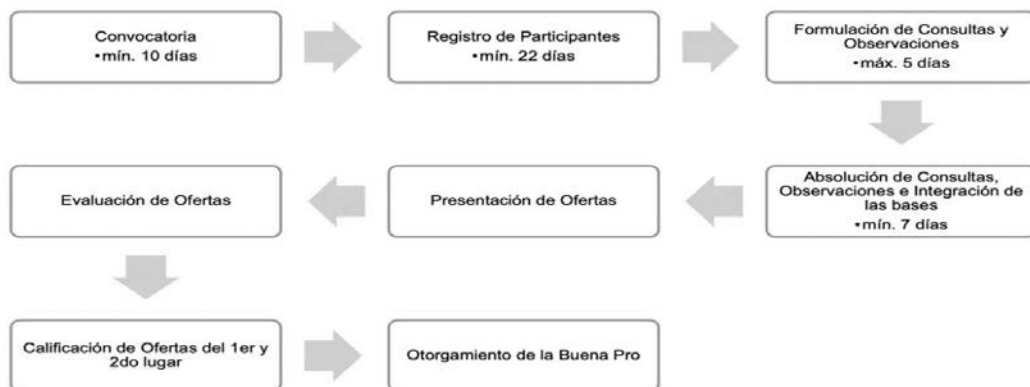 Convocatoria
•mín. 10 días
Registro de Participantes
•mín. 22 días
Formulación de Consultas y
Observaciones
•máx. 5 días
Absolución de Consultas,
Observaciones e Integración de
las bases
•mín. 7 días
Presentación de Ofertas
Evaluación de Ofertas
Calificación de Ofertas del 1er y
2do lugar
Otorgamiento de la Buena Pro